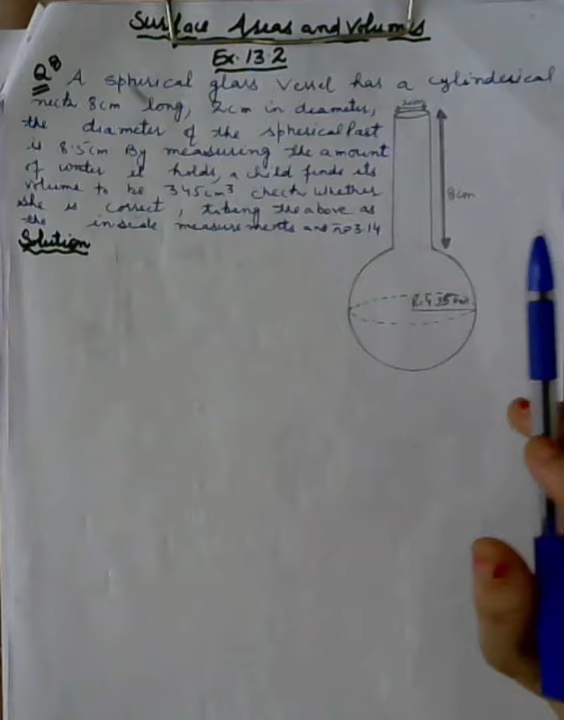 Surface Areas and Volumes
Ex. 13.2
Q8 A spherical glass vessel has a cylinderical
neck 8cm long, 2cm in diameter,
the diameter of the spherical Part
is 8.5cm By measuring the amount
of water it holds, a child finds its
volume to be 345cm³ check whether
she is correct, taking the above as
the inside measurements and π=3.14
Solution
2cm
8cm